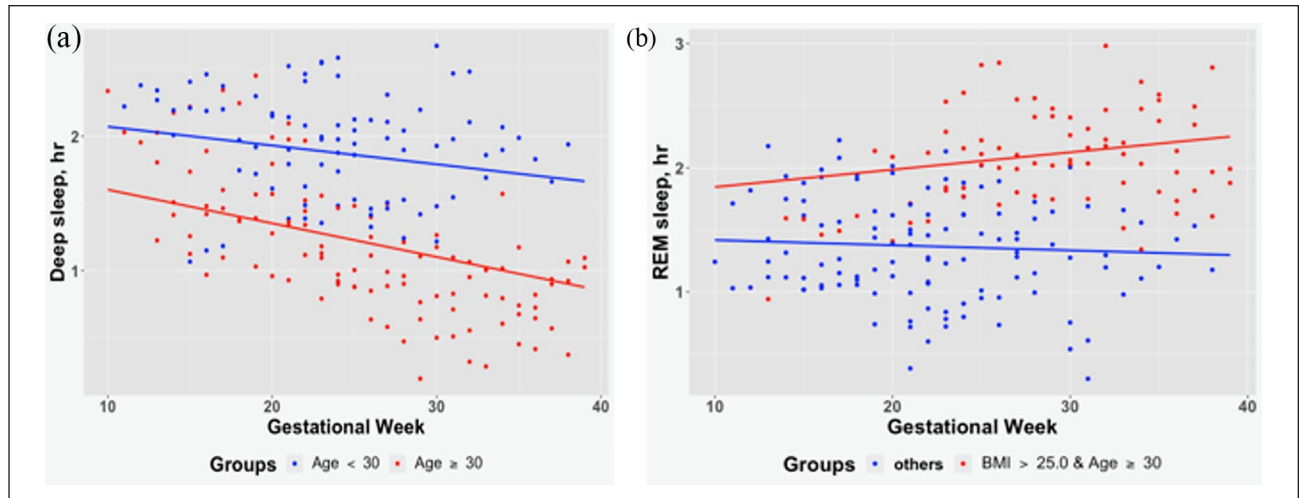 (a)
Deep sleep, hr
2
1
10 20 30 40
Gestational Week
Groups Age < 30 Age ≥ 30
(b)
REM sleep, hr
3
2
1
10 20 30 40
Gestational Week
Groups others BMI > 25.0 & Age ≥ 30